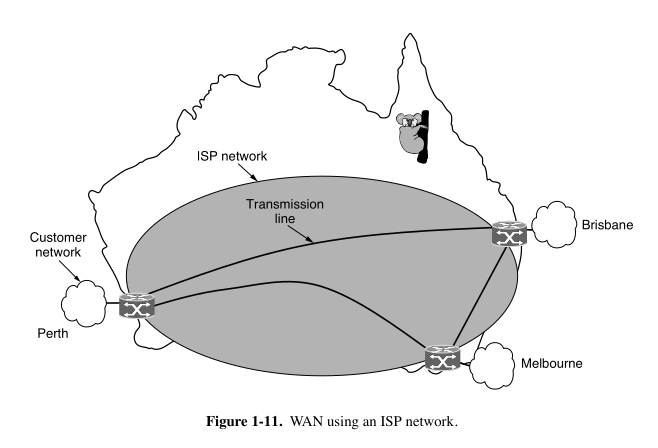 ISP network
Transmission
line
Customer
network
Brisbane
Perth
Melbourne
Figure 1-11. WAN using an ISP network.